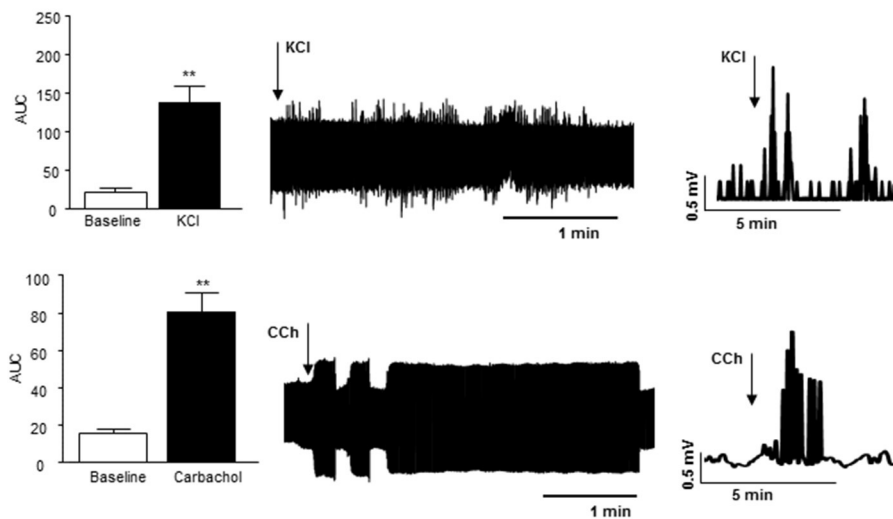 250
200
150
100
50
0
AUC
**
Baseline KCl
KCl
1 min
KCl
0.5 mV
5 min
100
80
60
40
20
0
AUC
**
Baseline Carbachol
CCh
1 min
CCh
0.5 mV
5 min